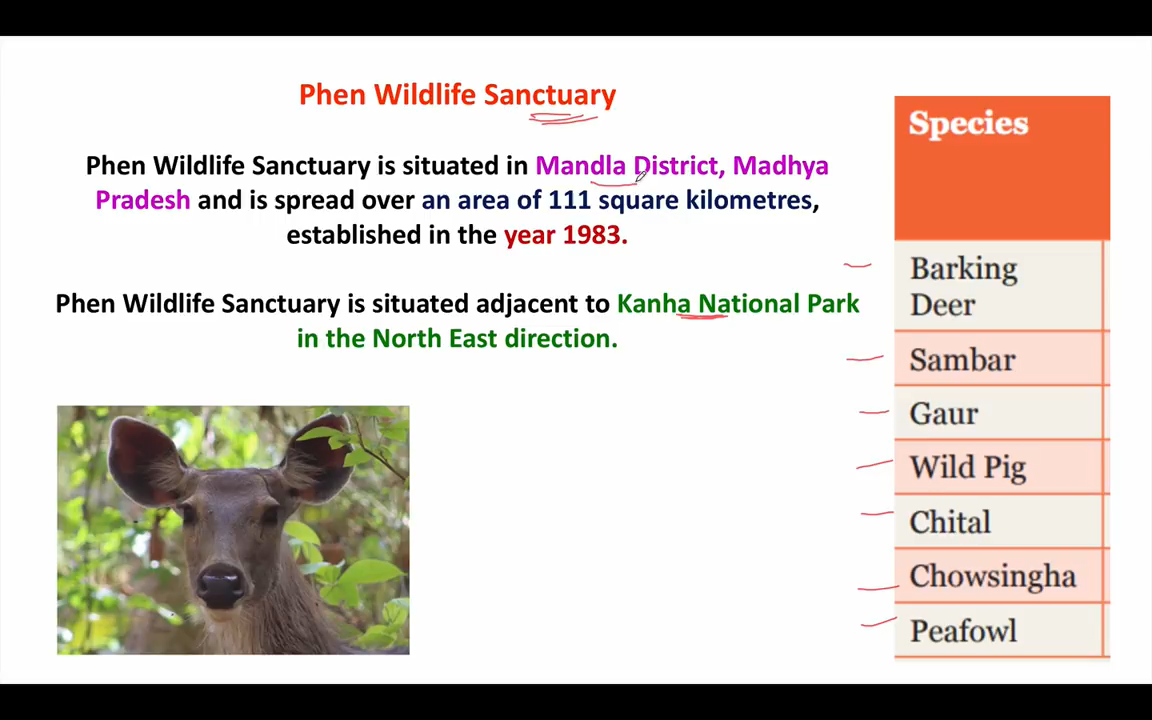 Phen Wildlife Sanctuary
Phen Wildlife Sanctuary is situated in Mandla District, Madhya
Pradesh and is spread over an area of 111 square kilometres,
established in the year 1983.
Phen Wildlife Sanctuary is situated adjacent to Kanha National Park
in the North East direction.
Species
Barking
Deer
Sambar
Gaur
Wild Pig
Chital
Chowsingha
Peafowl